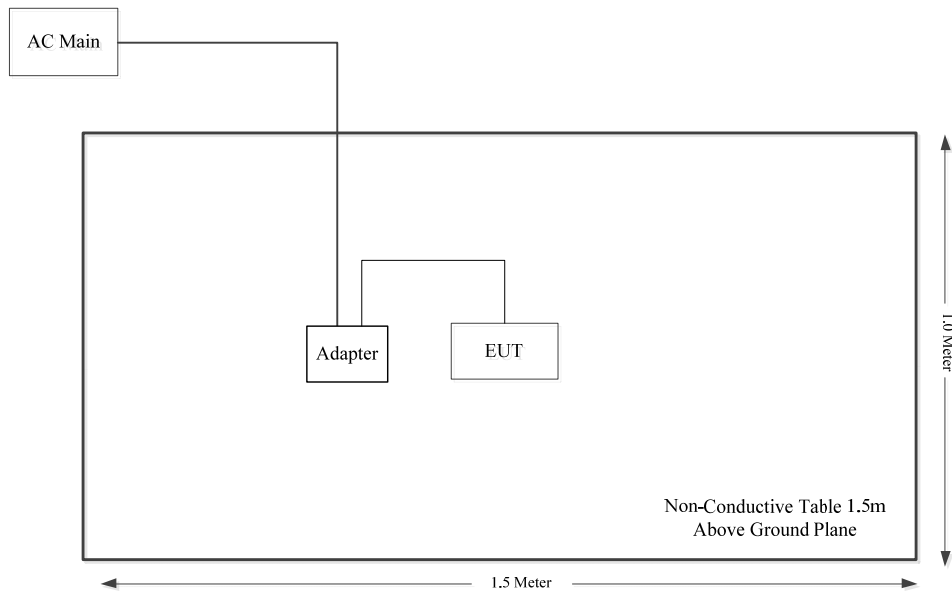 AC Main
Adapter
EUT
1.0 Meter
Non-Conductive Table 1.5m
Above Ground Plane
1.5 Meter